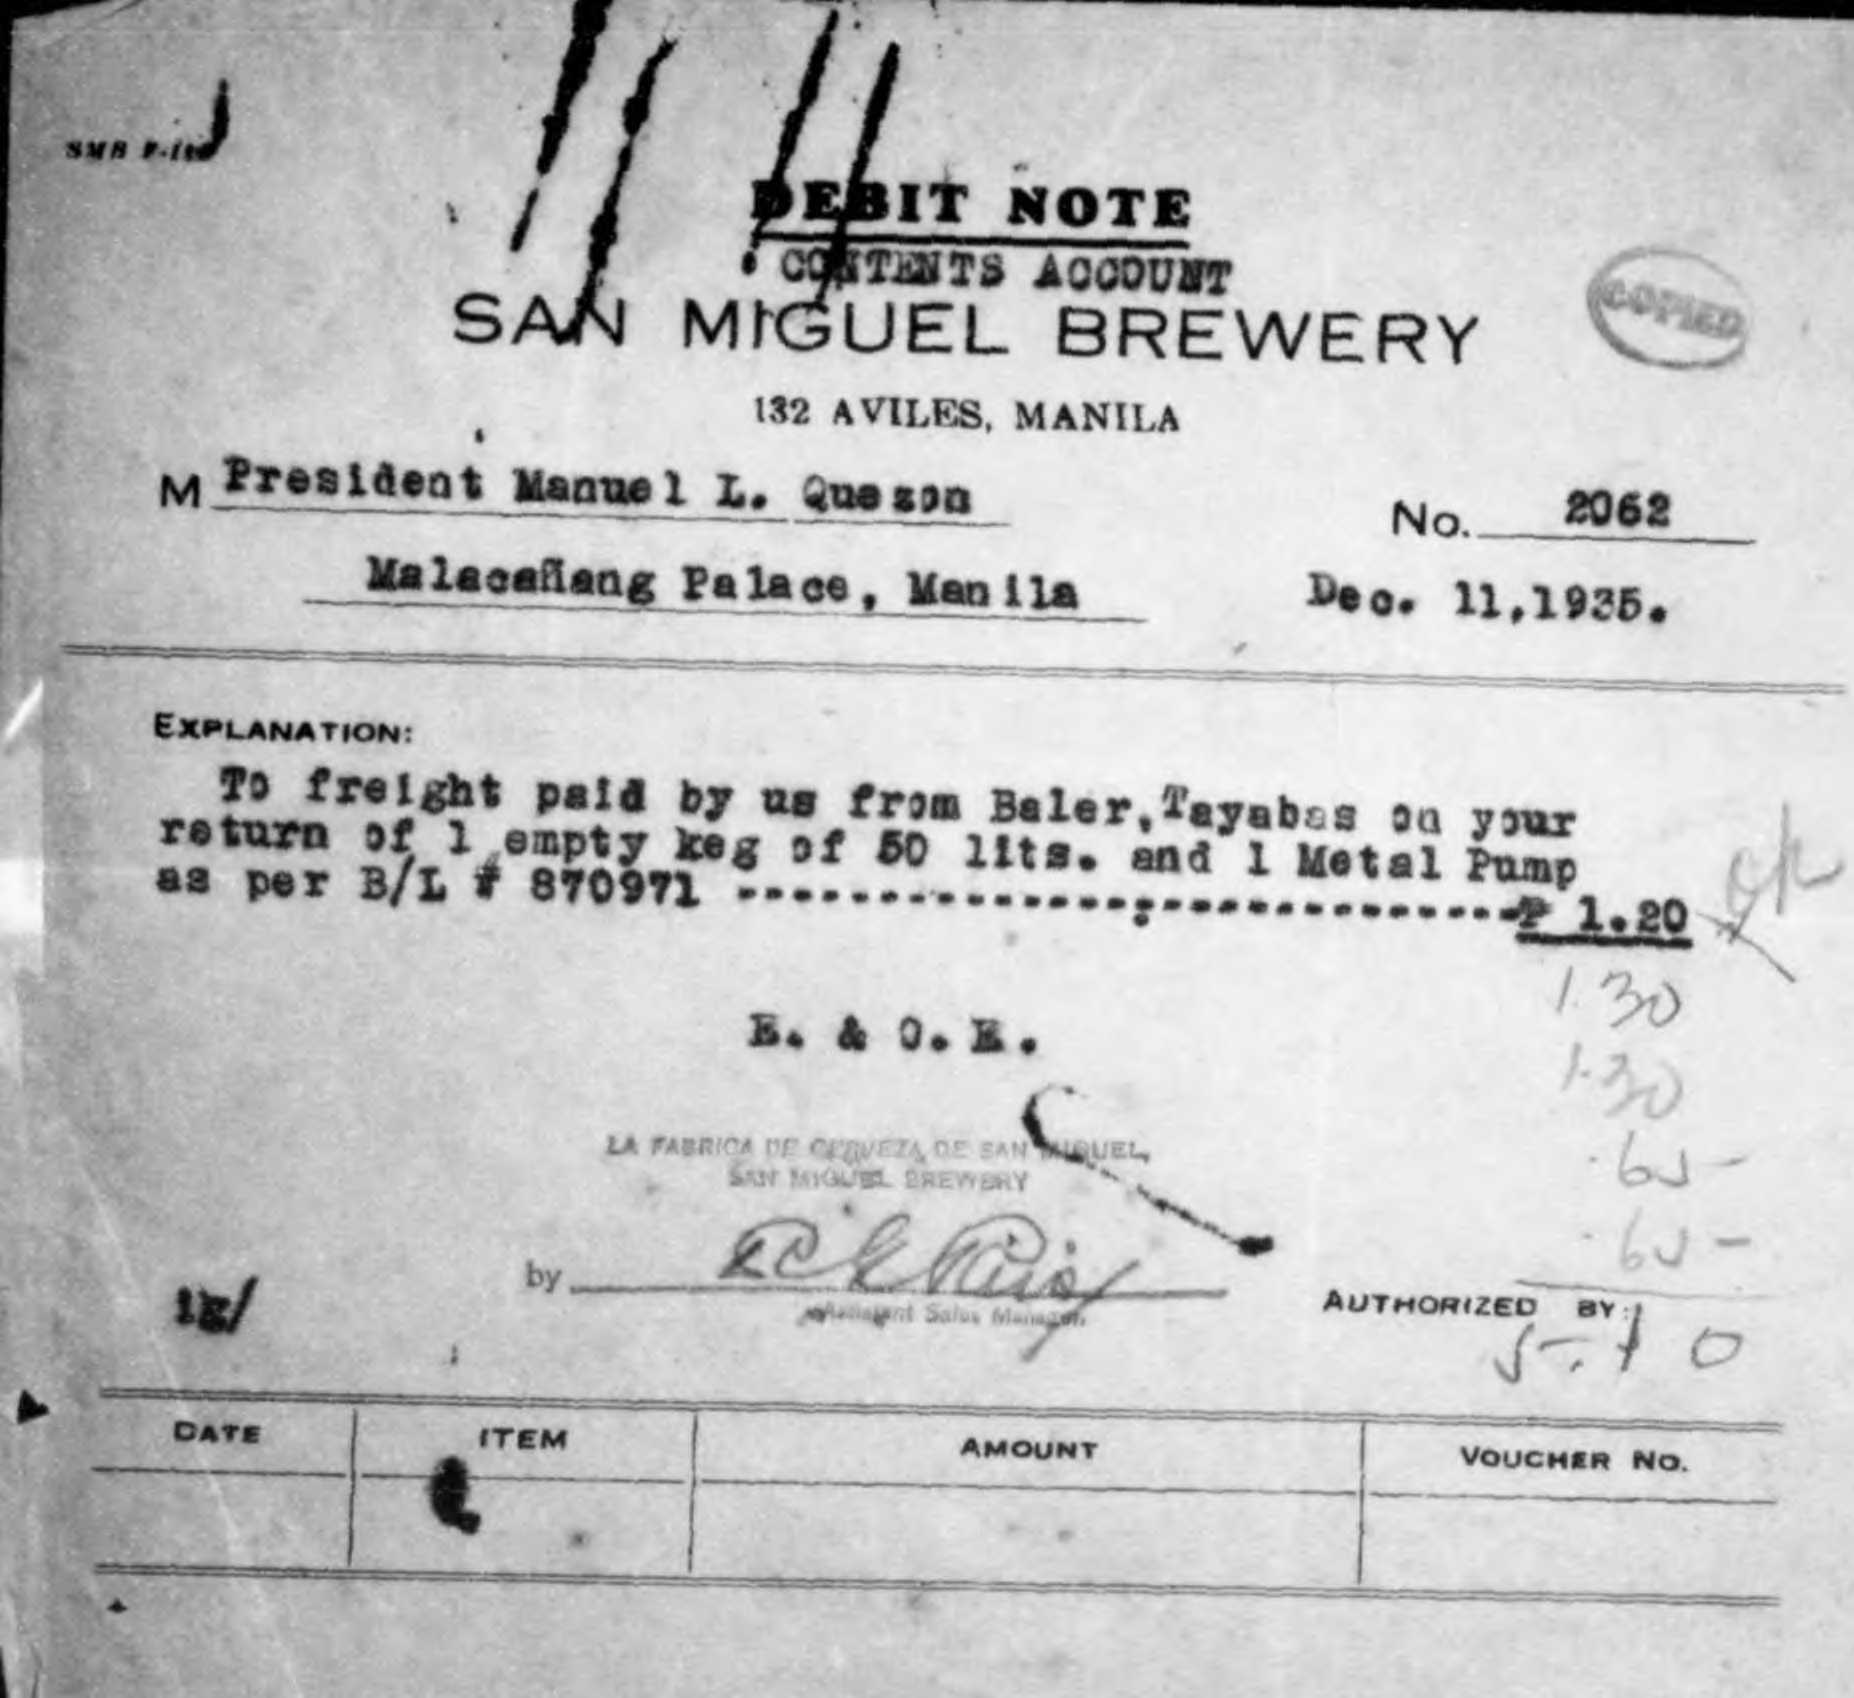 DEBIT NOTE
CONTENTS ACCOUNT
SAN MIGUEL BREWERY
COPIED
132 AVILES, MANILA
M President Manuel L. Quezon
No. 2062
Malacañang Palace, Manila
Dec. 11,1935.
EXPLANATION:
To freight paid by us from Baler,Tayabas on your
return of 1 empty keg of 50 lits. and 1 Metal Pump
as per B/L # 870971 ------------------------------₱ 1.20
1.30
E. & O. E.
1.30
LA FABRICA DE CERVEZA DE SAN MIGUEL,
SAN MIGUEL BREWERY
.65-
.65-
by
Assistant Sales Manager.
AUTHORIZED BY:
5.10
DATE ITEM AMOUNT VOUCHER NO.